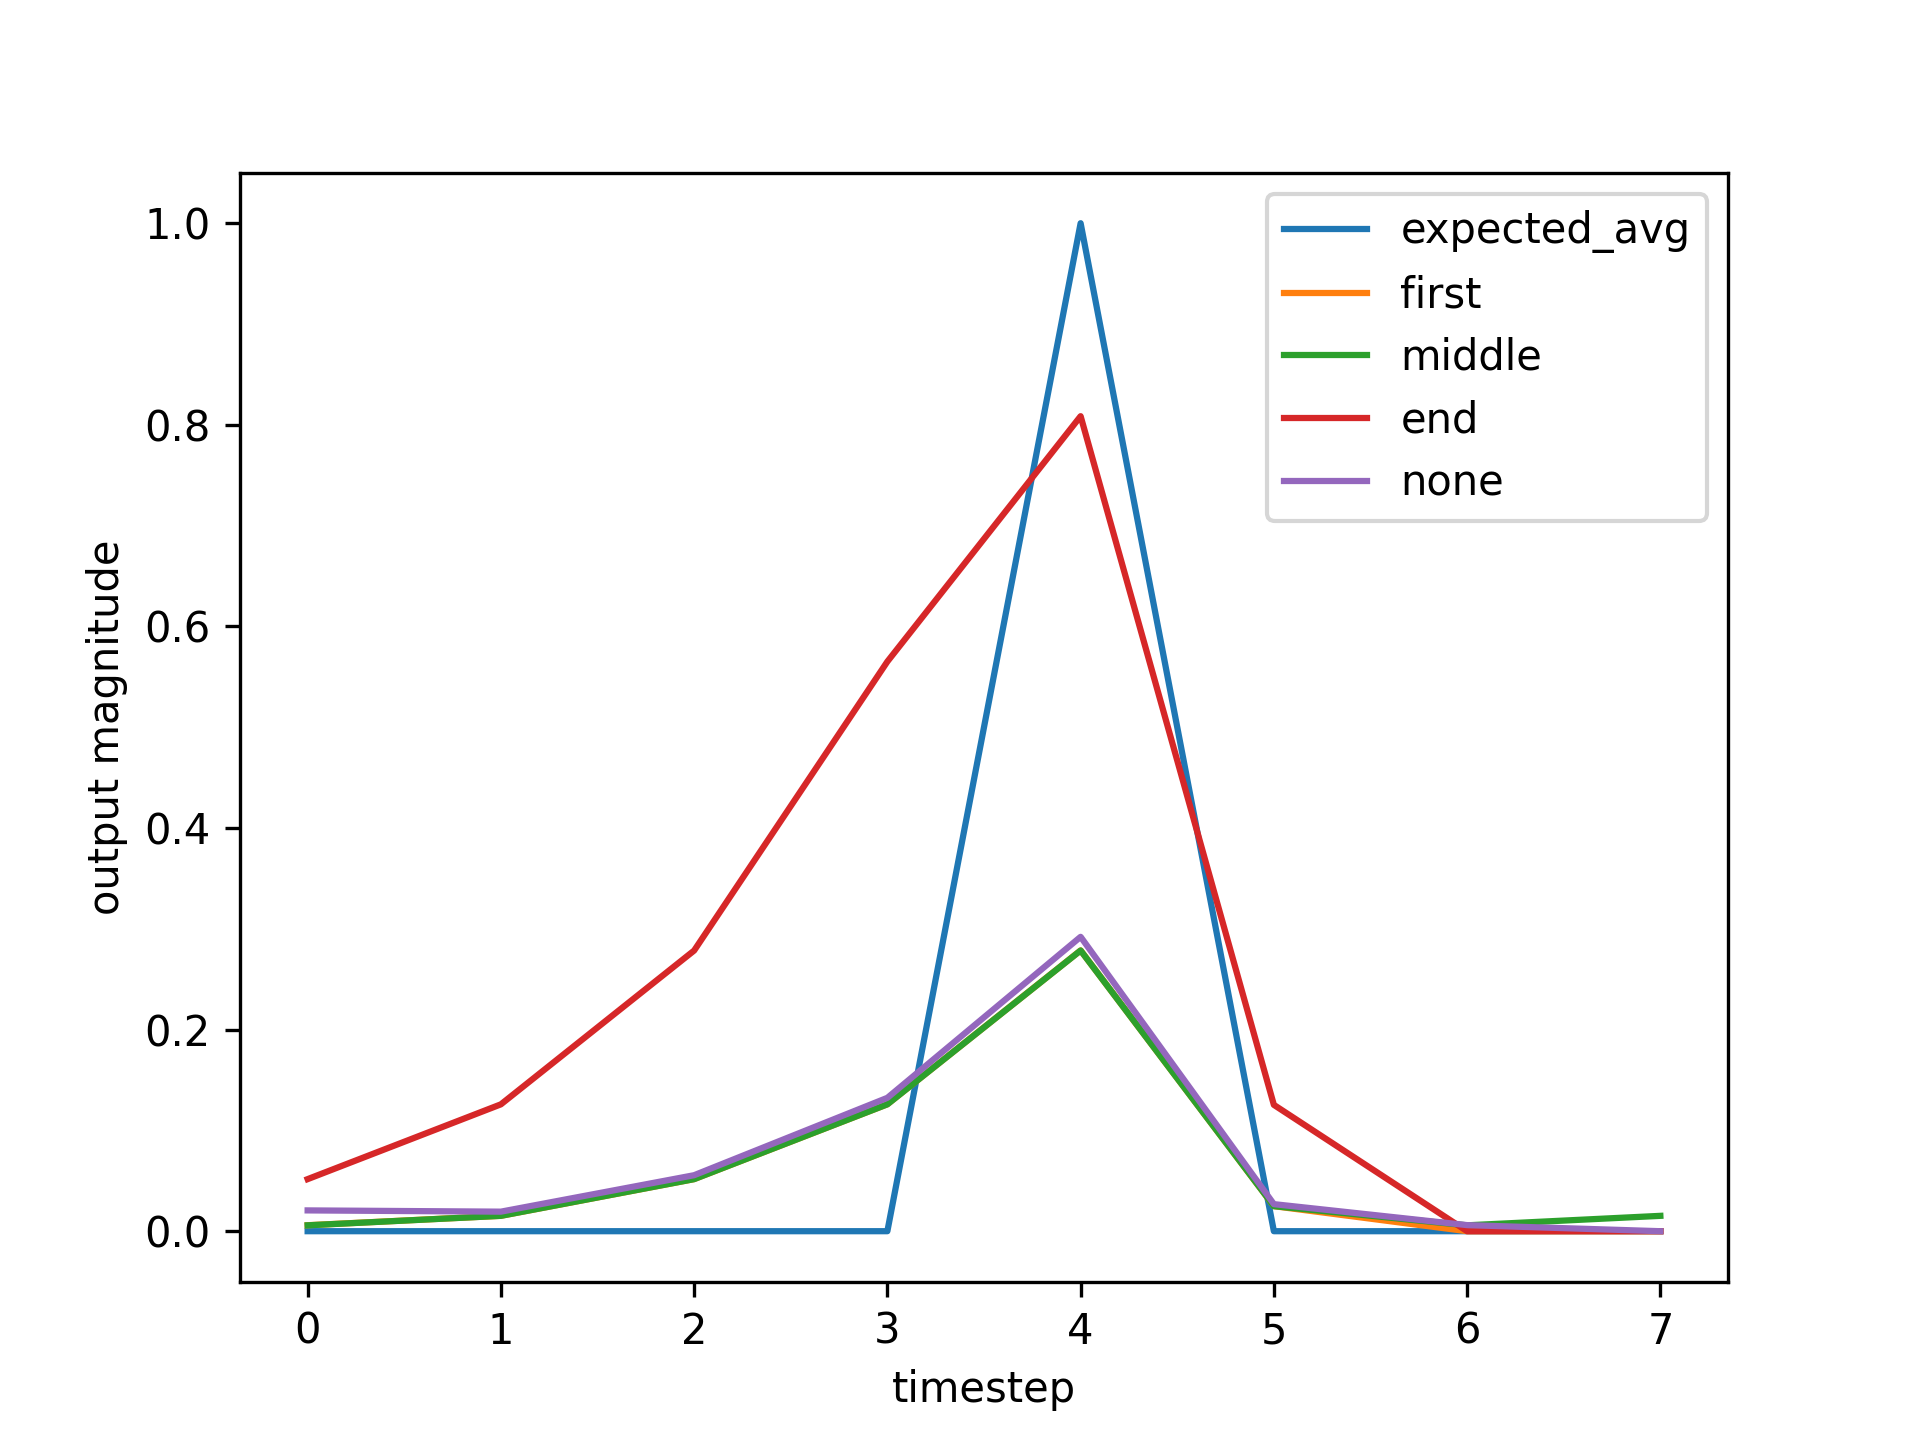 expected_avg
first
middle
end
none
1.0
0.8
0.6
0.4
0.2
0.0
output magnitude
0 1 2 3 4 5 6 7
timestep